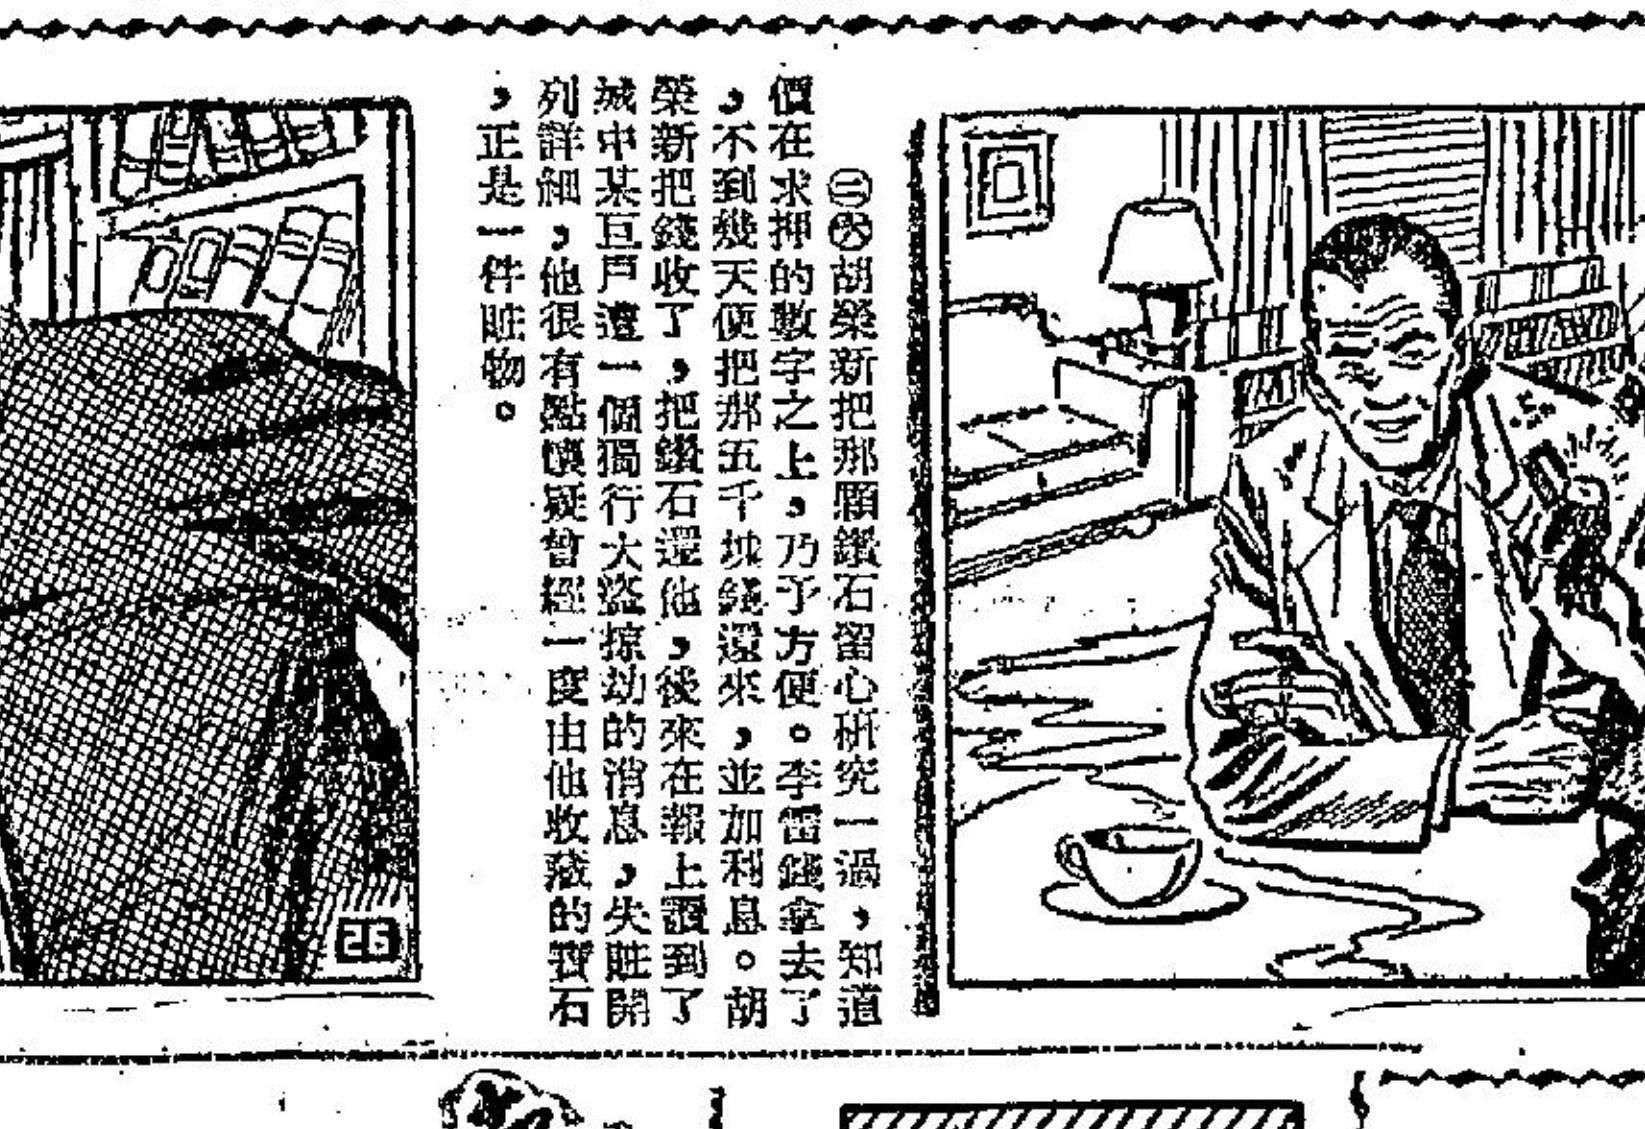 ㊁㊅胡榮新把那顆鑽石留心研究一過，知道
價在求押的數字之上，乃予方便。李雷錢拿去了
，不到幾天便把那五千塊錢還來，並加利息。胡
榮新把錢收了，把鑽石還他，後來在報上讀到了
城中某巨戶遭一個獨行大盜掠劫的消息，失賍開
列詳細，他很有點懷疑曾經一度由他收藏的寶石
，正是一件賍物。
26